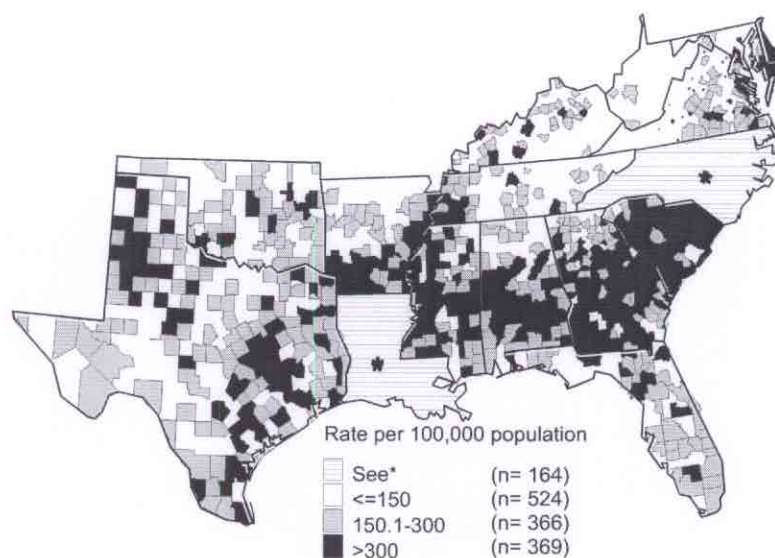 Rate per 100,000 population
See* (n= 164)
<=150 (n= 524)
150.1-300 (n= 366)
>300 (n= 369)